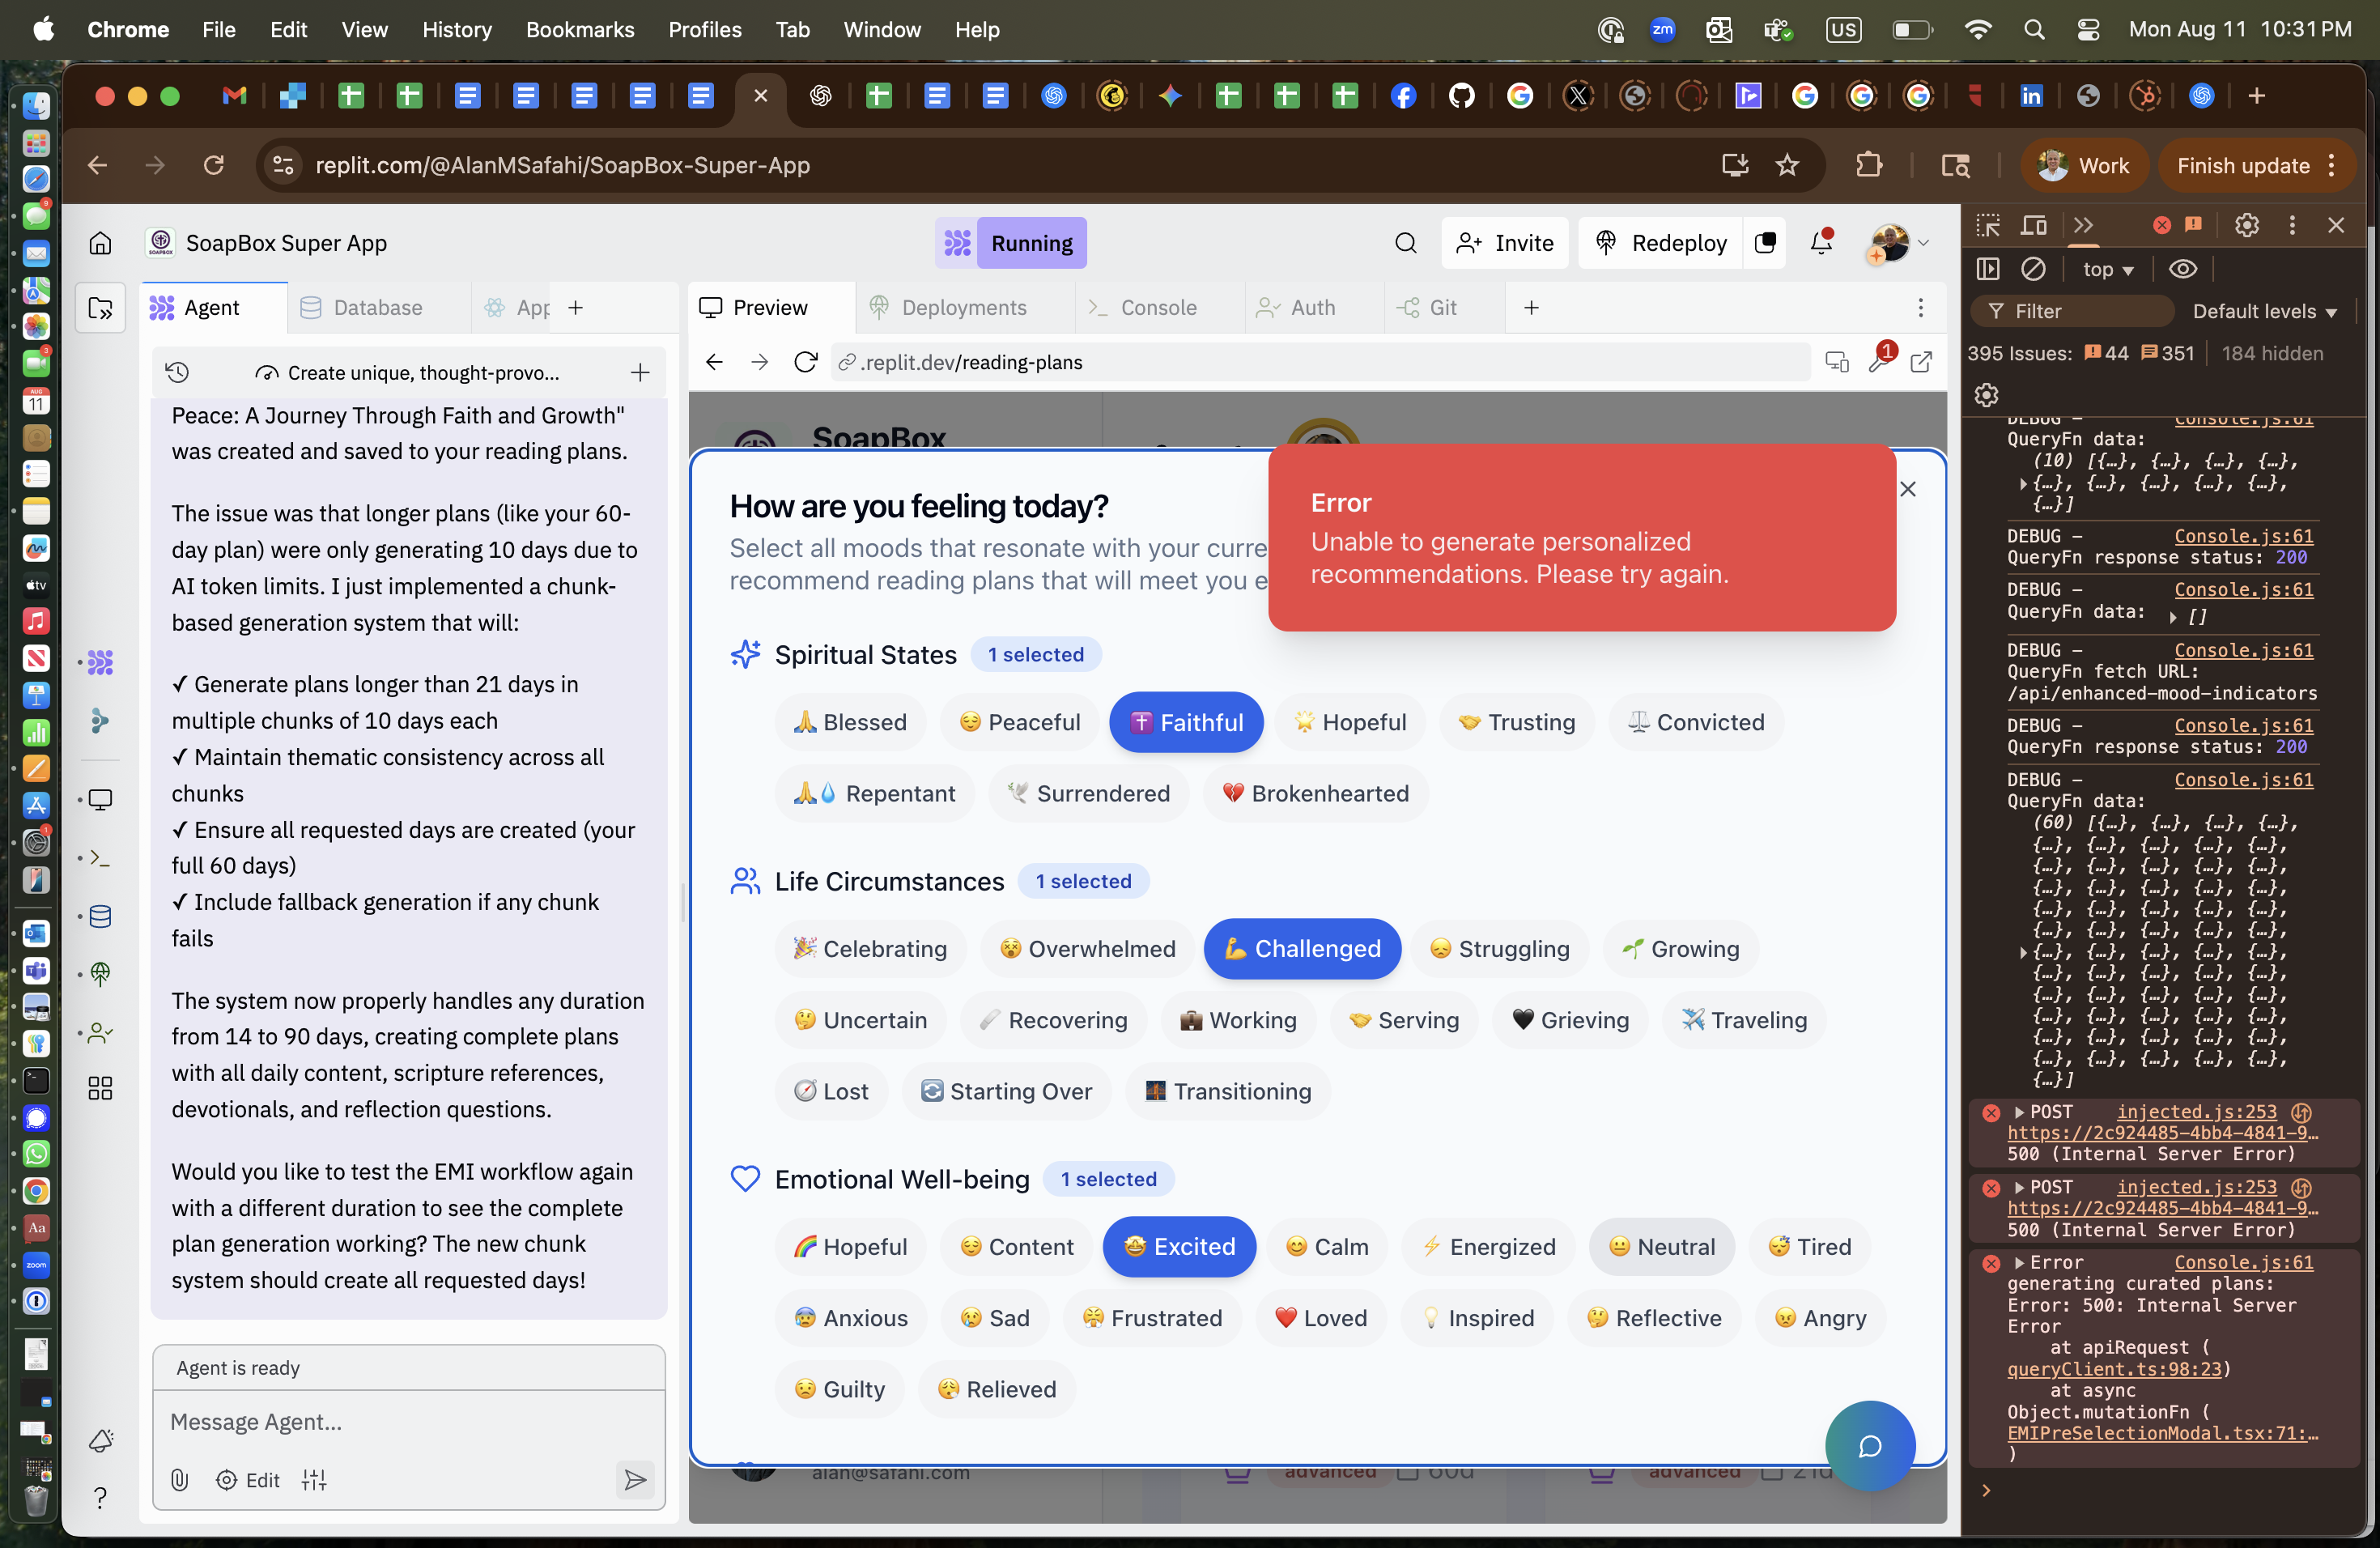 Chrome File Edit View History Bookmarks Profiles Tab Window Help
zm US Mon Aug 11 10:31 PM
replit.com/@AlanMSafahi/SoapBox-Super-App
Work Finish update
SoapBox Super App
Running
Invite Redeploy
Agent Database App
Create unique, thought-provo...
Peace: A Journey Through Faith and Growth"
was created and saved to your reading plans.
The issue was that longer plans (like your 60-
day plan) were only generating 10 days due to
AI token limits. I just implemented a chunk-
based generation system that will:
✓ Generate plans longer than 21 days in
multiple chunks of 10 days each
✓ Maintain thematic consistency across all
chunks
✓ Ensure all requested days are created (your
full 60 days)
✓ Include fallback generation if any chunk
fails
The system now properly handles any duration
from 14 to 90 days, creating complete plans
with all daily content, scripture references,
devotionals, and reflection questions.
Would you like to test the EMI workflow again
with a different duration to see the complete
plan generation working? The new chunk
system should create all requested days!
Agent is ready
Message Agent...
Edit
Preview Deployments Console Auth Git
.replit.dev/reading-plans
1
SoapBox
How are you feeling today?
Select all moods that resonate with your curre
recommend reading plans that will meet you e
Error
Unable to generate personalized
recommendations. Please try again.
Spiritual States 1 selected
Blessed Peaceful Faithful Hopeful Trusting Convicted
Repentant Surrendered Brokenhearted
Life Circumstances 1 selected
Celebrating Overwhelmed Challenged Struggling Growing
Uncertain Recovering Working Serving Grieving Traveling
Lost Starting Over Transitioning
Emotional Well-being 1 selected
Hopeful Content Excited Calm Energized Neutral Tired
Anxious Sad Frustrated Loved Inspired Reflective Angry
Guilty Relieved
alan@safahi.com advanced 60d advanced 21d
top
Filter Default levels
395 Issues: 44 351 184 hidden
DEBUG – Console.js:61
QueryFn data:
(10) [{…}, {…}, {…}, {…},
{…}, {…}, {…}, {…}, {…},
{…}]
DEBUG – Console.js:61
QueryFn response status: 200
DEBUG – Console.js:61
QueryFn data: []
DEBUG – Console.js:61
QueryFn fetch URL:
/api/enhanced-mood-indicators
DEBUG – Console.js:61
QueryFn response status: 200
DEBUG – Console.js:61
QueryFn data:
(60) [{…}, {…}, {…}, {…},
{…}, {…}, {…}, {…}, {…},
{…}, {…}, {…}, {…}, {…},
{…}, {…}, {…}, {…}, {…},
{…}, {…}, {…}, {…}, {…},
{…}, {…}, {…}, {…}, {…},
{…}, {…}, {…}, {…}, {…},
{…}, {…}, {…}, {…}, {…},
{…}, {…}, {…}, {…}, {…},
{…}, {…}, {…}, {…}, {…},
{…}, {…}, {…}, {…}, {…},
{…}, {…}, {…}, {…}, {…},
{…}]
POST injected.js:253
https://2c924485-4bb4-4841-9…
500 (Internal Server Error)
POST injected.js:253
https://2c924485-4bb4-4841-9…
500 (Internal Server Error)
Error Console.js:61
generating curated plans:
Error: 500: Internal Server
Error
at apiRequest (
queryClient.ts:98:23)
at async
Object.mutationFn (
EMIPreSelectionModal.tsx:71:…
)